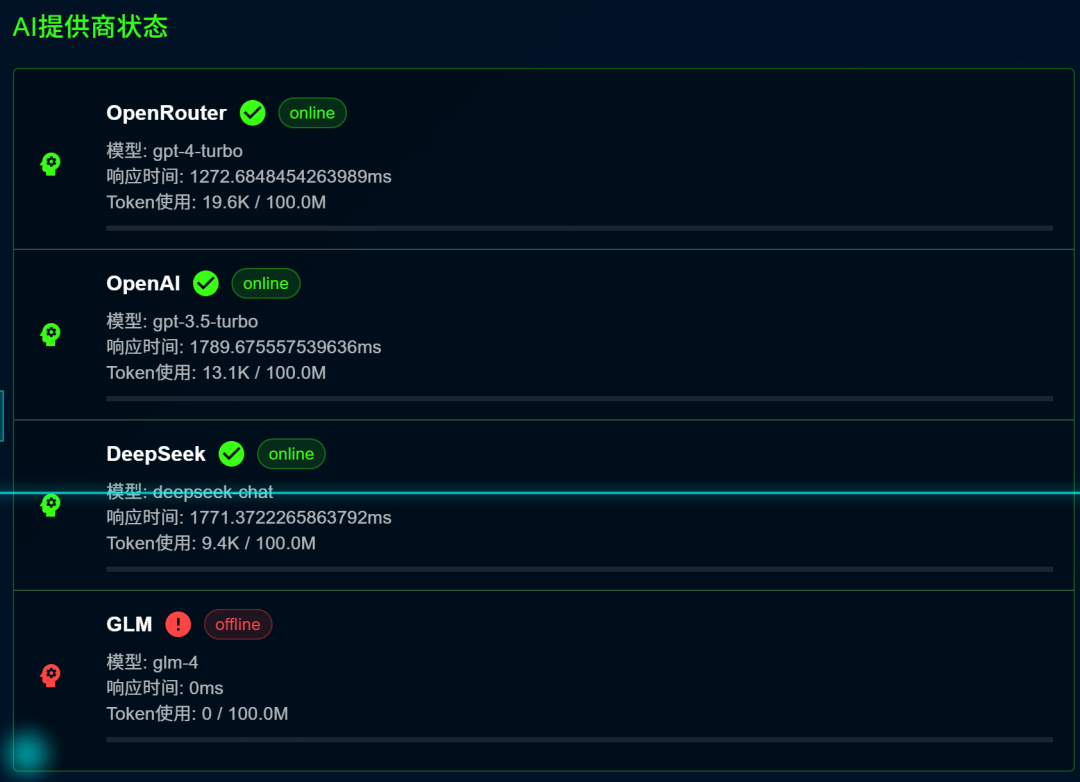 AI提供商状态
OpenRouter online
模型: gpt-4-turbo
响应时间: 1272.6848454263989ms
Token使用: 19.6K / 100.0M
OpenAI online
模型: gpt-3.5-turbo
响应时间: 1789.675557539636ms
Token使用: 13.1K / 100.0M
DeepSeek online
模型: deepseek-chat
响应时间: 1771.3722265863792ms
Token使用: 9.4K / 100.0M
GLM offline
模型: glm-4
响应时间: 0ms
Token使用: 0 / 100.0M